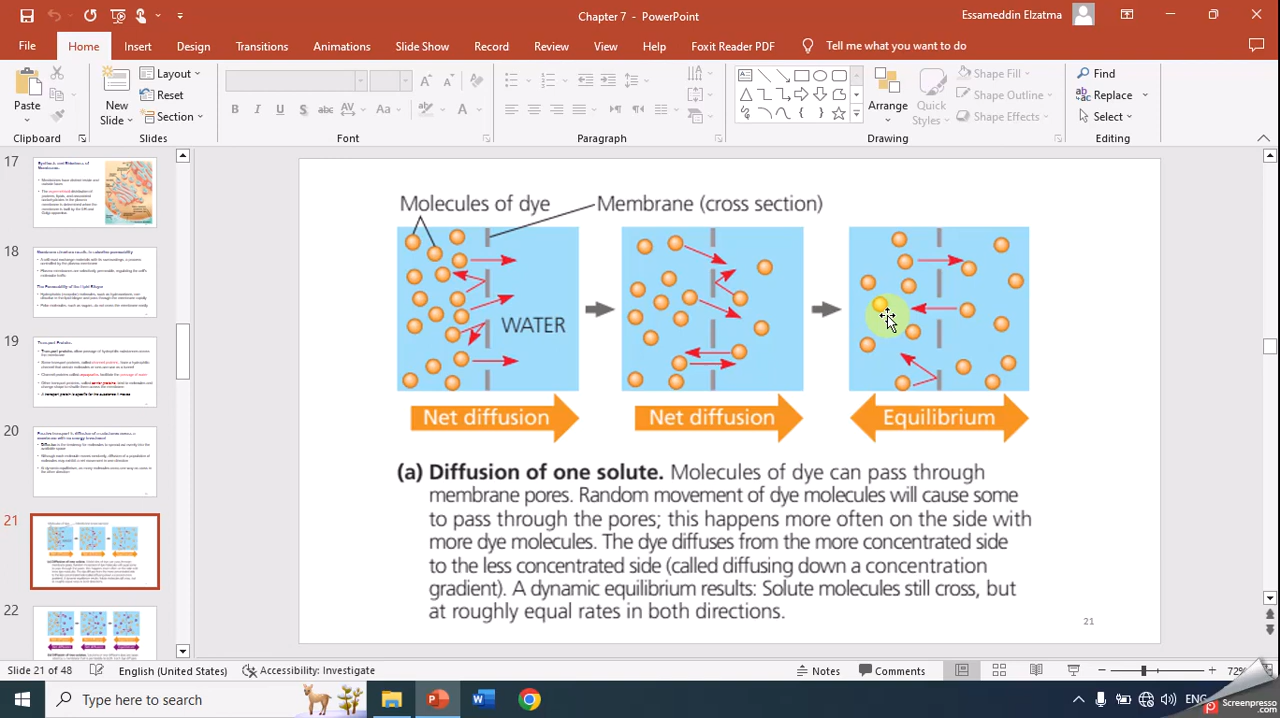 Chapter 7 - PowerPoint
Essameddin Elzatma
File Home Insert Design Transitions Animations Slide Show Record Review View Help Foxit Reader PDF Tell me what you want to do
Paste
New Slide
Layout
Reset
Section
Shape Fill
Shape Outline
Shape Effects
Arrange
Quick Styles
Find
Replace
Select
Clipboard Slides Font Paragraph Drawing Editing
17
18
19
20
21
22
Molecules of dye
Membrane (cross section)
WATER
Net diffusion Net diffusion Equilibrium
(a) Diffusion of one solute. Molecules of dye can pass through
membrane pores. Random movement of dye molecules will cause some
to pass through the pores; this happens more often on the side with
more dye molecules. The dye diffuses from the more concentrated side
to the less concentrated side (called diffusing down a concentration
gradient). A dynamic equilibrium results: Solute molecules still cross, but
at roughly equal rates in both directions.
21
Slide 21 of 48 English (United States) Accessibility: Investigate Notes Comments 72%
Type here to search
ENG
Screenpresso
.com